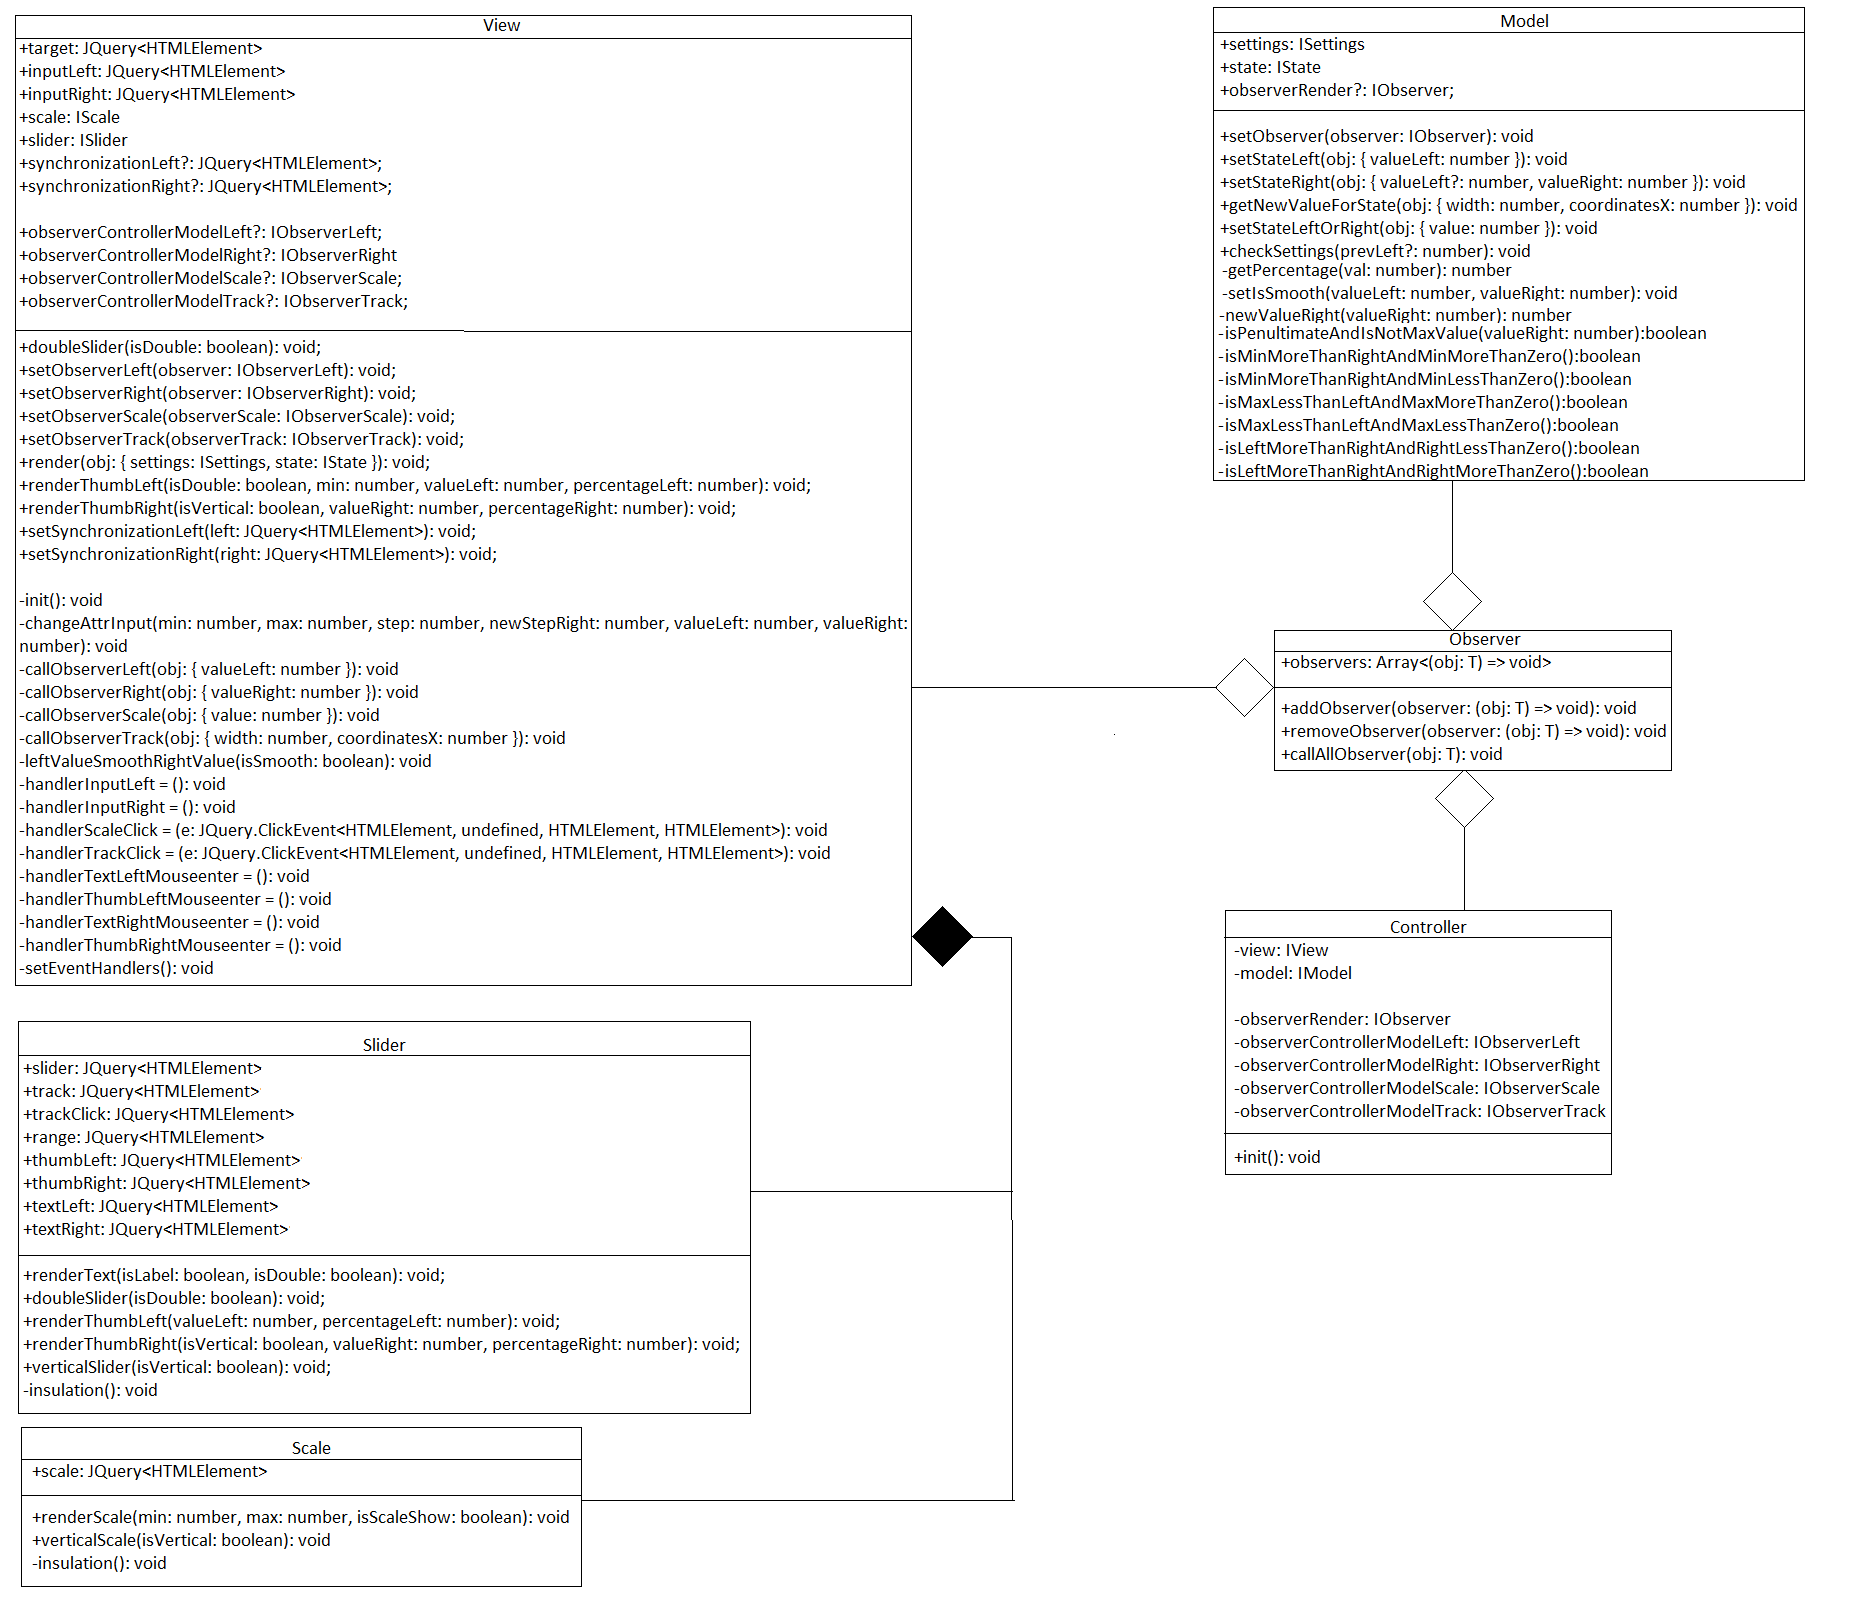 View
+target: JQuery<HTMLElement>
+inputLeft: JQuery<HTMLElement>
+inputRight: JQuery<HTMLElement>
+scale: IScale
+slider: ISlider
+synchronizationLeft?: JQuery<HTMLElement>;
+synchronizationRight?: JQuery<HTMLElement>;
+observerControllerModelLeft?: IObserverLeft;
+observerControllerModelRight?: IObserverRight
+observerControllerModelScale?: IObserverScale;
+observerControllerModelTrack?: IObserverTrack;
+doubleSlider(isDouble: boolean): void;
+setObserverLeft(observer: IObserverLeft): void;
+setObserverRight(observer: IObserverRight): void;
+setObserverScale(observerScale: IObserverScale): void;
+setObserverTrack(observerTrack: IObserverTrack): void;
+render(obj: { settings: ISettings, state: IState }): void;
+renderThumbLeft(isDouble: boolean, min: number, valueLeft: number, percentageLeft: number): void;
+renderThumbRight(isVertical: boolean, valueRight: number, percentageRight: number): void;
+setSynchronizationLeft(left: JQuery<HTMLElement>): void;
+setSynchronizationRight(right: JQuery<HTMLElement>): void;
-init(): void
-changeAttrInput(min: number, max: number, step: number, newStepRight: number, valueLeft: number, valueRight:
number): void
-callObserverLeft(obj: { valueLeft: number }): void
-callObserverRight(obj: { valueRight: number }): void
-callObserverScale(obj: { value: number }): void
-callObserverTrack(obj: { width: number, coordinatesX: number }): void
-leftValueSmoothRightValue(isSmooth: boolean): void
-handlerInputLeft = (): void
-handlerInputRight = (): void
-handlerScaleClick = (e: JQuery.ClickEvent<HTMLElement, undefined, HTMLElement, HTMLElement>): void
-handlerTrackClick = (e: JQuery.ClickEvent<HTMLElement, undefined, HTMLElement, HTMLElement>): void
-handlerTextLeftMouseenter = (): void
-handlerThumbLeftMouseenter = (): void
-handlerTextRightMouseenter = (): void
-handlerThumbRightMouseenter = (): void
-setEventHandlers(): void
Model
+settings: ISettings
+state: IState
+observerRender?: IObserver;
+setObserver(observer: IObserver): void
+setStateLeft(obj: { valueLeft: number }): void
+setStateRight(obj: { valueLeft?: number, valueRight: number }): void
+getNewValueForState(obj: { width: number, coordinatesX: number }): void
+setStateLeftOrRight(obj: { value: number }): void
+checkSettings(prevLeft?: number): void
-getPercentage(val: number): number
-setIsSmooth(valueLeft: number, valueRight: number): void
-newValueRight(valueRight: number): number
-isPenultimateAndIsNotMaxValue(valueRight: number):boolean
-isMinMoreThanRightAndMinMoreThanZero():boolean
-isMinMoreThanRightAndMinLessThanZero():boolean
-isMaxLessThanLeftAndMaxMoreThanZero():boolean
-isMaxLessThanLeftAndMaxLessThanZero():boolean
-isLeftMoreThanRightAndRightLessThanZero():boolean
-isLeftMoreThanRightAndRightMoreThanZero():boolean
Observer
+observers: Array<(obj: T) => void>
+addObserver(observer: (obj: T) => void): void
+removeObserver(observer: (obj: T) => void): void
+callAllObserver(obj: T): void
Controller
-view: IView
-model: IModel
-observerRender: IObserver
-observerControllerModelLeft: IObserverLeft
-observerControllerModelRight: IObserverRight
-observerControllerModelScale: IObserverScale
-observerControllerModelTrack: IObserverTrack
+init(): void
Slider
+slider: JQuery<HTMLElement>
+track: JQuery<HTMLElement>
+trackClick: JQuery<HTMLElement>
+range: JQuery<HTMLElement>
+thumbLeft: JQuery<HTMLElement>
+thumbRight: JQuery<HTMLElement>
+textLeft: JQuery<HTMLElement>
+textRight: JQuery<HTMLElement>
+renderText(isLabel: boolean, isDouble: boolean): void;
+doubleSlider(isDouble: boolean): void;
+renderThumbLeft(valueLeft: number, percentageLeft: number): void;
+renderThumbRight(isVertical: boolean, valueRight: number, percentageRight: number): void;
+verticalSlider(isVertical: boolean): void;
-insulation(): void
Scale
+scale: JQuery<HTMLElement>
+renderScale(min: number, max: number, isScaleShow: boolean): void
+verticalScale(isVertical: boolean): void
-insulation(): void